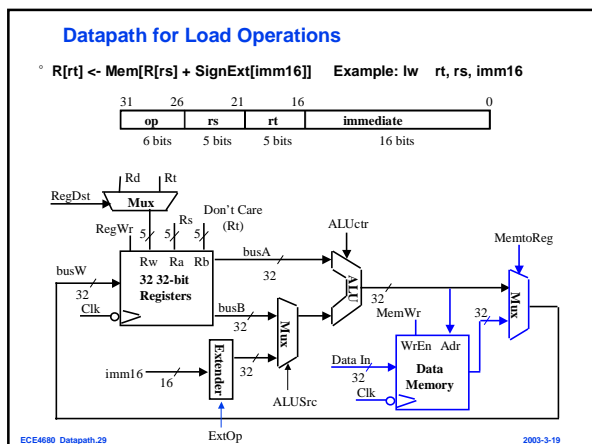 Datapath for Load Operations
° R[rt] <- Mem[R[rs] + SignExt[imm16]] Example: lw rt, rs, imm16
31 26 21 16 0
op rs rt immediate
6 bits 5 bits 5 bits 16 bits
Rd Rt
RegDst
Mux
Don't Care
(Rt)
Rs
RegWr
5 5 5
ALUctr
MemtoReg
busA
Rw Ra Rb
32
busW
32 32-bit
Registers
32
ALU
32
Clk
busB
32
Mux
MemWr
32
Mux
WrEn Adr
Data In
32
Data
Memory
imm16
16
Extender
32
Clk
ALUSrc
ExtOp
ECE4680 Datapath.29 2003-3-19